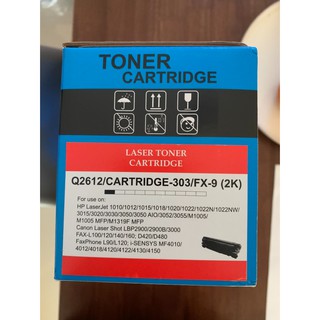 TONER
CARTRIDGE
LASER TONER
CARTRIDGE
Q2612/CARTRIDGE-303/FX-9 (2K)
For use on:
HP LaserJet 1010/1012/1015/1018/1020/1022/1022N/1022NW/
3015/3020/3030/3050/3050 AIO/3052/3055/M1005/
M1005 MFP/M1319F MFP
Canon Laser Shot LBP2900/2900B/3000
FAX-L100/120/140/160; D420/D480
FaxPhone L90/L120; i-SENSYS MF4010/
4012/4018/4120/4122/4130/4150